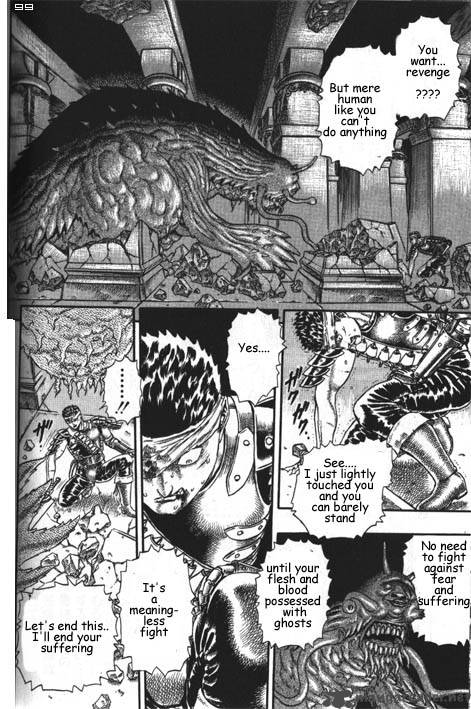 99
You
want...
revenge
????
But mere
human
like you
can't
do anything
See....
I just lightly
touched you
and you
can barely
stand
Yes....
......!!
No need
to fight
against
fear
and
suffering
until your
flesh and
blood
possessed
with
ghosts
It's
a
meaning-
less
fight
Let's end this..
I'll end your
suffering